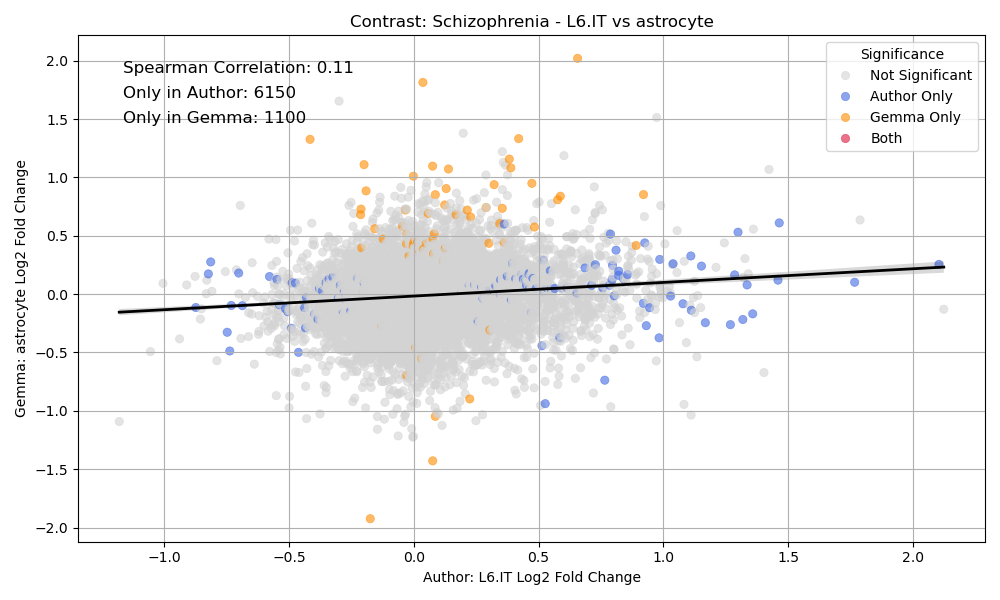 Contrast: Schizophrenia - L6.IT vs astrocyte
Spearman Correlation: 0.11
Only in Author: 6150
Only in Gemma: 1100
Significance
Not Significant
Author Only
Gemma Only
Both
Gemma: astrocyte Log2 Fold Change
2.0
1.5
1.0
0.5
0.0
−0.5
−1.0
−1.5
−2.0
−1.0 −0.5 0.0 0.5 1.0 1.5 2.0
Author: L6.IT Log2 Fold Change